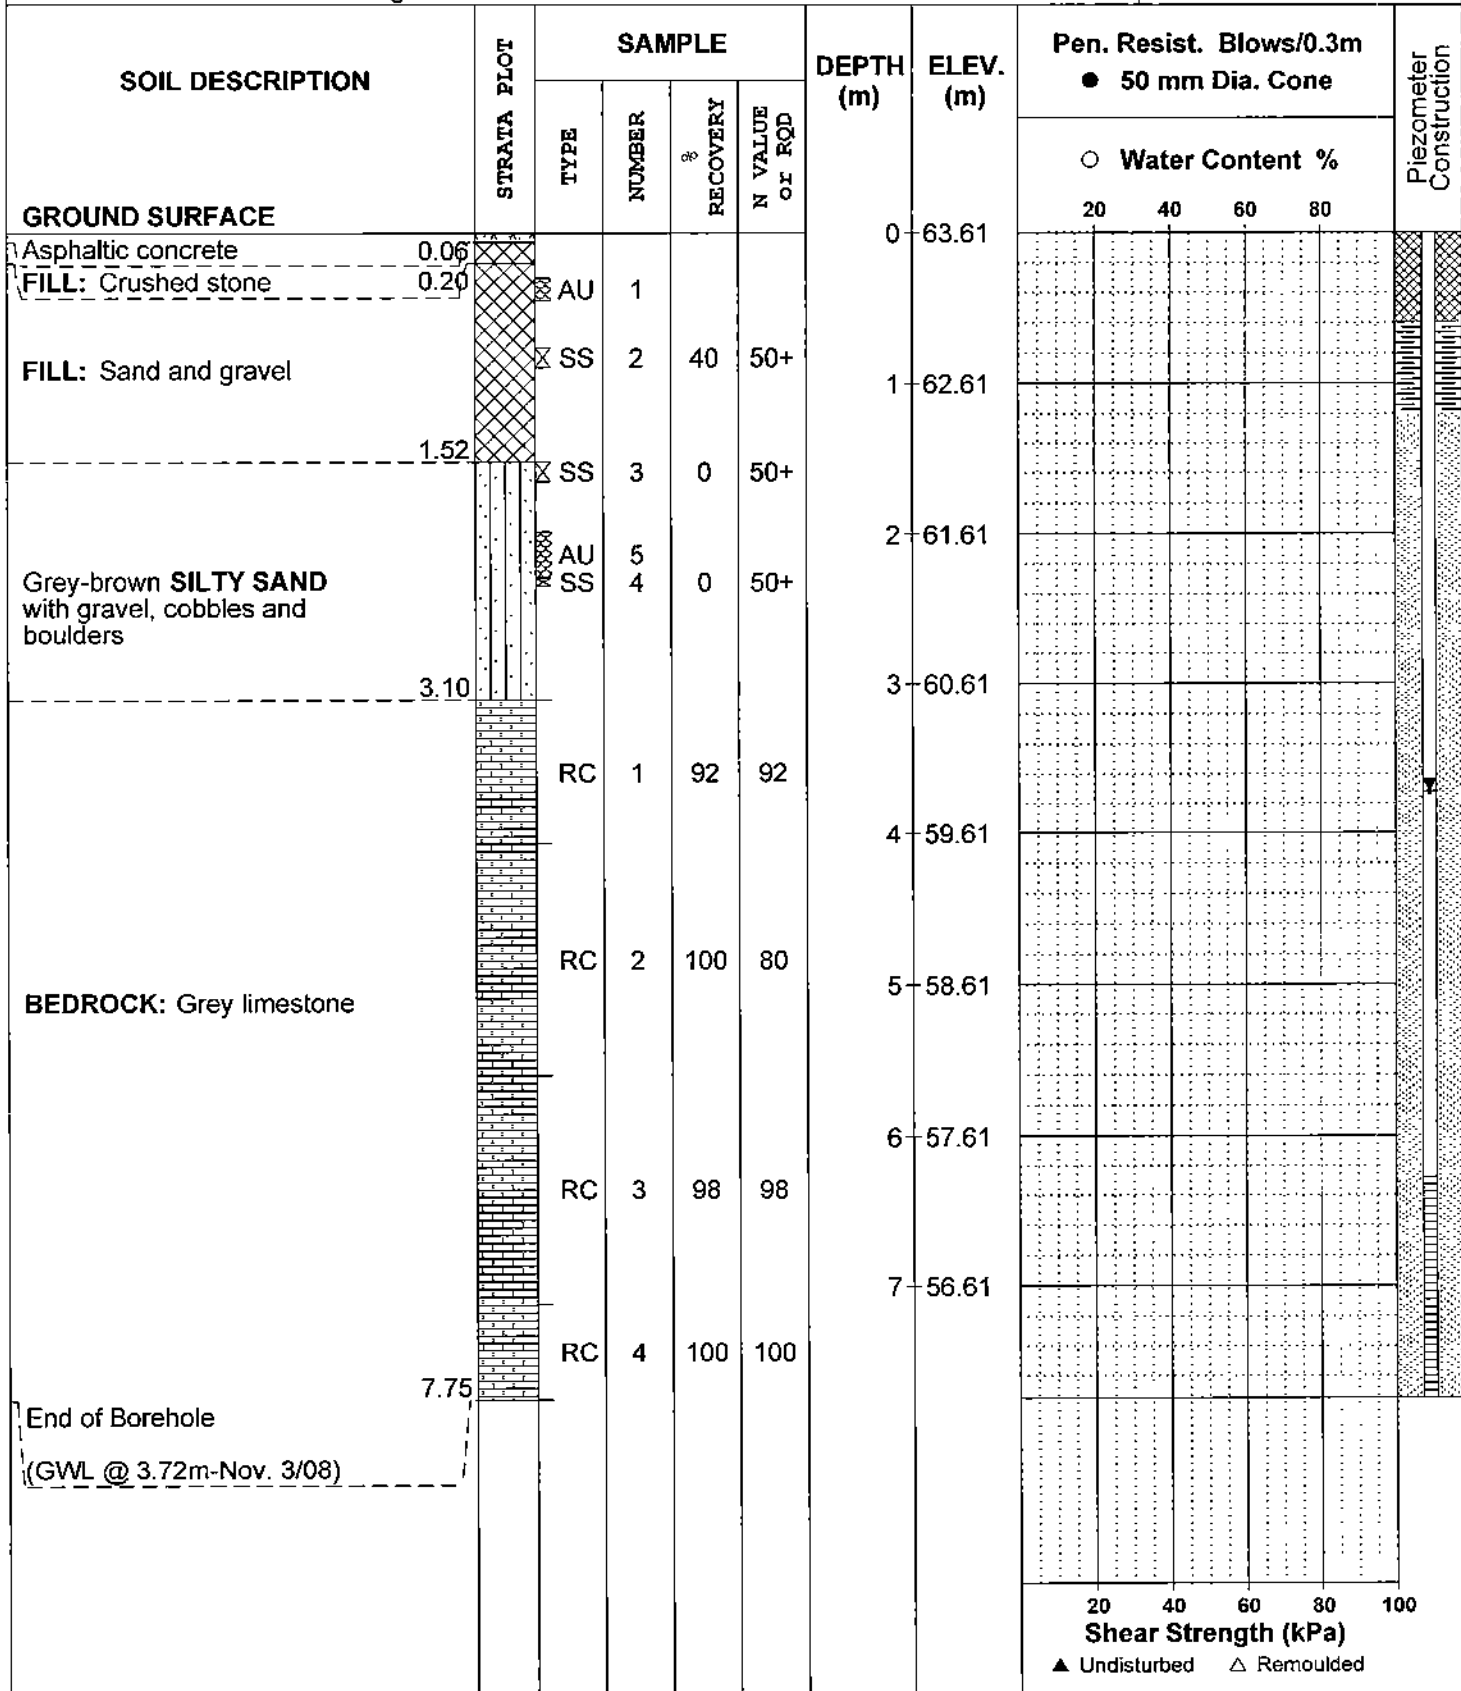 SOIL DESCRIPTION
GROUND SURFACE
STRATA PLOT
SAMPLE
TYPE
NUMBER
% RECOVERY
N VALUE or RQD
DEPTH (m)
ELEV. (m)
Pen. Resist. Blows/0.3m
● 50 mm Dia. Cone
○ Water Content %
20 40 60 80
Piezometer Construction
0 63.61
Asphaltic concrete 0.06
FILL: Crushed stone 0.20
AU 1
FILL: Sand and gravel
SS 2 40 50+
1 62.61
1.52
SS 3 0 50+
2 61.61
AU 5
SS 4 0 50+
Grey-brown SILTY SAND
with gravel, cobbles and
boulders
3.10
3 60.61
RC 1 92 92
4 59.61
RC 2 100 80
5 58.61
BEDROCK: Grey limestone
6 57.61
RC 3 98 98
7 56.61
RC 4 100 100
7.75
End of Borehole
(GWL @ 3.72m-Nov. 3/08)
20 40 60 80 100
Shear Strength (kPa)
▲ Undisturbed △ Remoulded